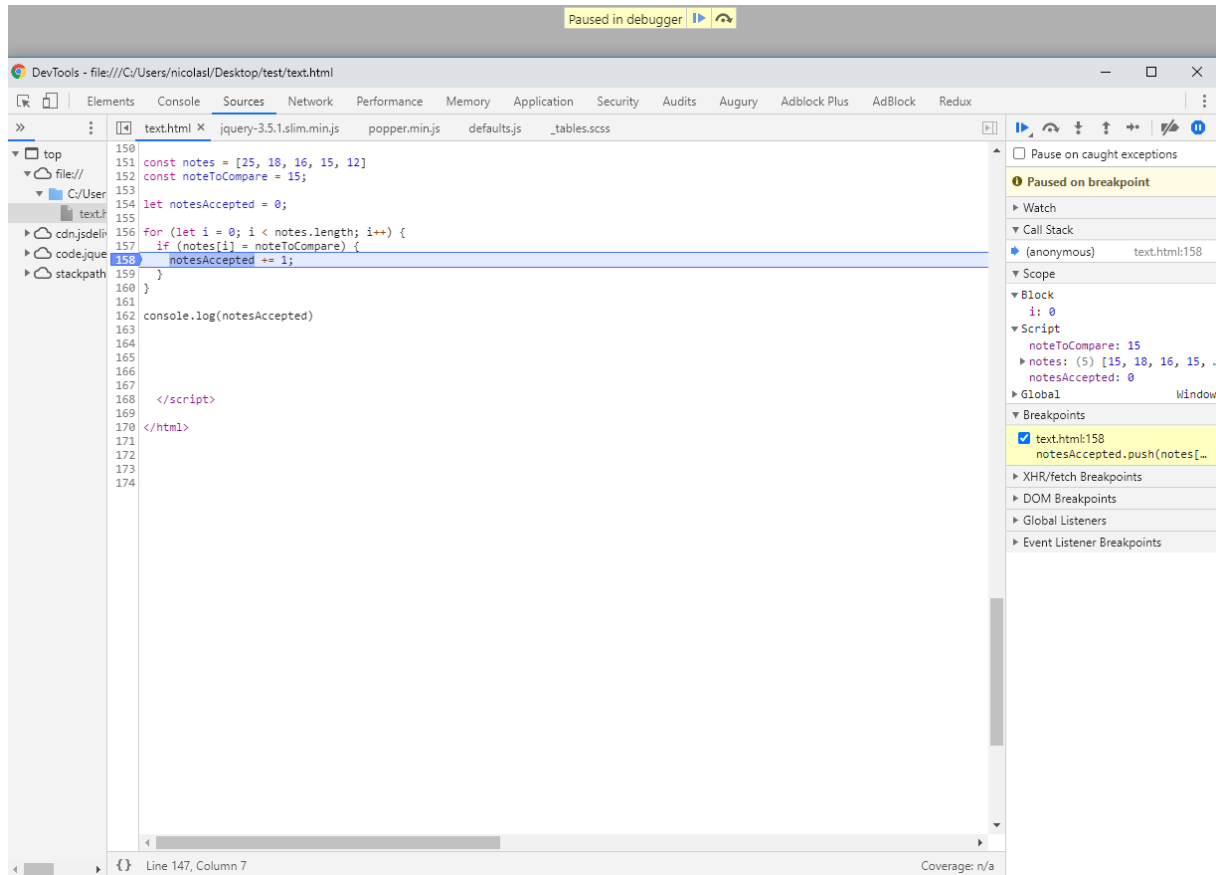 Paused in debugger
DevTools - file:///C:/Users/nicolasl/Desktop/test/text.html
Elements Console Sources Network Performance Memory Application Security Audits Augury Adblock Plus AdBlock Redux
» text.html × jquery-3.5.1.slim.min.js popper.min.js defaults.js _tables.scss
top
file://
C:/User
text.h
cdn.jsdeli
code.jque
stackpath
150
151 const notes = [25, 18, 16, 15, 12]
152 const noteToCompare = 15;
153
154 let notesAccepted = 0;
155
156 for (let i = 0; i < notes.length; i++) {
157 if (notes[i] = noteToCompare) {
158 notesAccepted += 1;
159 }
160 }
161
162 console.log(notesAccepted)
163
164
165
166
167
168 </script>
169
170 </html>
171
172
173
174
{} Line 147, Column 7 Coverage: n/a
Pause on caught exceptions
Paused on breakpoint
Watch
Call Stack
(anonymous) text.html:158
Scope
Block
i: 0
Script
noteToCompare: 15
notes: (5) [15, 18, 16, 15, .
notesAccepted: 0
Global Window
Breakpoints
text.html:158
notesAccepted.push(notes[…
XHR/fetch Breakpoints
DOM Breakpoints
Global Listeners
Event Listener Breakpoints